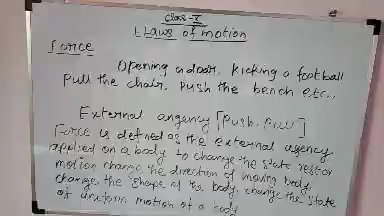 Class-X
1. Laws of motion
Force
Opening a door. Kicking a football
Pull the chair. Push the bench etc..
External angency [Push, Pull]
Force is defined as the external agency
applied on a body to change the state rest or
motion change the direction of moving body
change the shape of the body, change the state
of uniform motion of a body